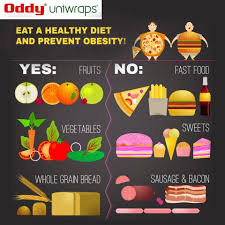 Oddy® uniwraps®
EAT A HEALTHY DIET
AND PREVENT OBESITY!
YES: FRUITS
NO: FAST FOOD
VEGETABLES
SWEETS
WHOLE GRAIN BREAD
SAUSAGE & BACON